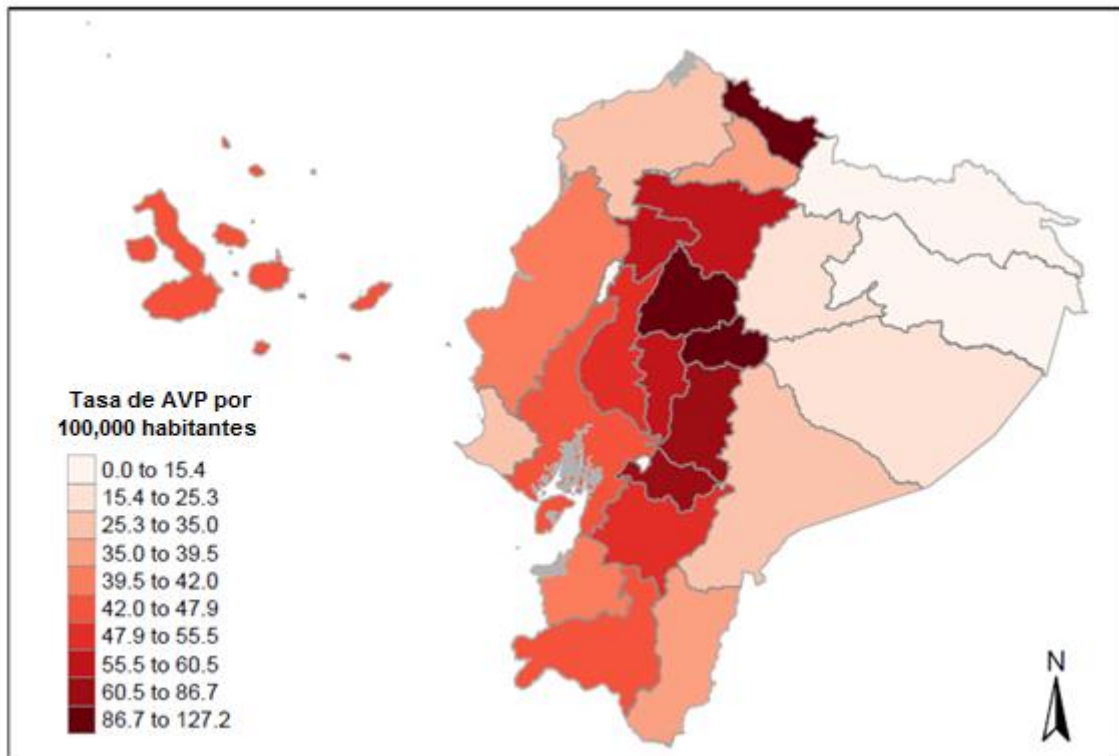 Tasa de AVP por
100,000 habitantes
0.0 to 15.4
15.4 to 25.3
25.3 to 35.0
35.0 to 39.5
39.5 to 42.0
42.0 to 47.9
47.9 to 55.5
55.5 to 60.5
60.5 to 86.7
86.7 to 127.2
N